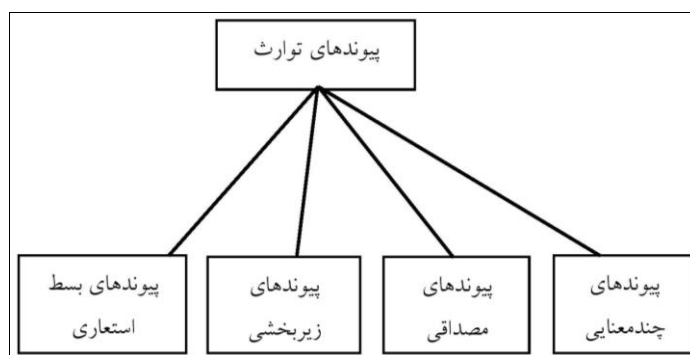 پیوندهای توارث
پیوندهای
چندمعنایی
پیوندهای
مصداقی
پیوندهای
زیربخشی
پیوندهای بسط
استعاری